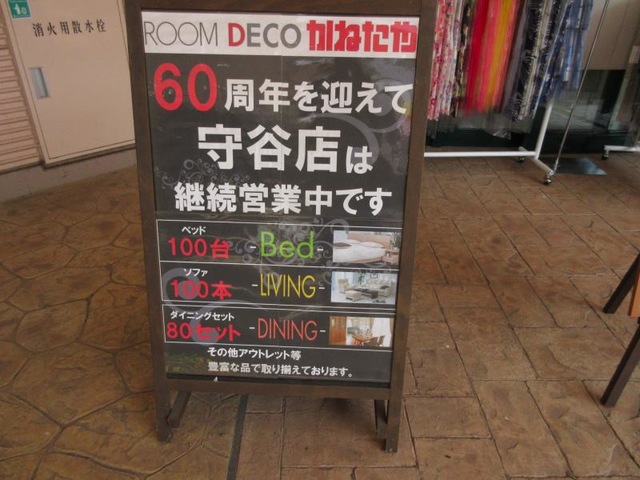 消火用散水栓
ROOM DECO かねたや
60周年を迎えて
守谷店は
継続営業中です
ベッド
100台 -Bed-
ソファ
100本 -LIVING-
ダイニングセット
80セット -DINING-
その他アウトレット等
豊富な品で取り揃えております。